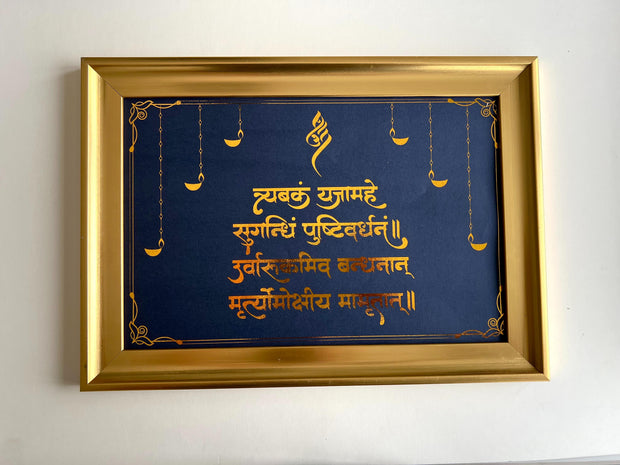 त्र्यबकं यजामहे
सुगन्धिं पुष्टिवर्धनं॥
उर्वारूकमिव बन्धनान्
मृर्त्योमोक्षीय मामृतान्॥